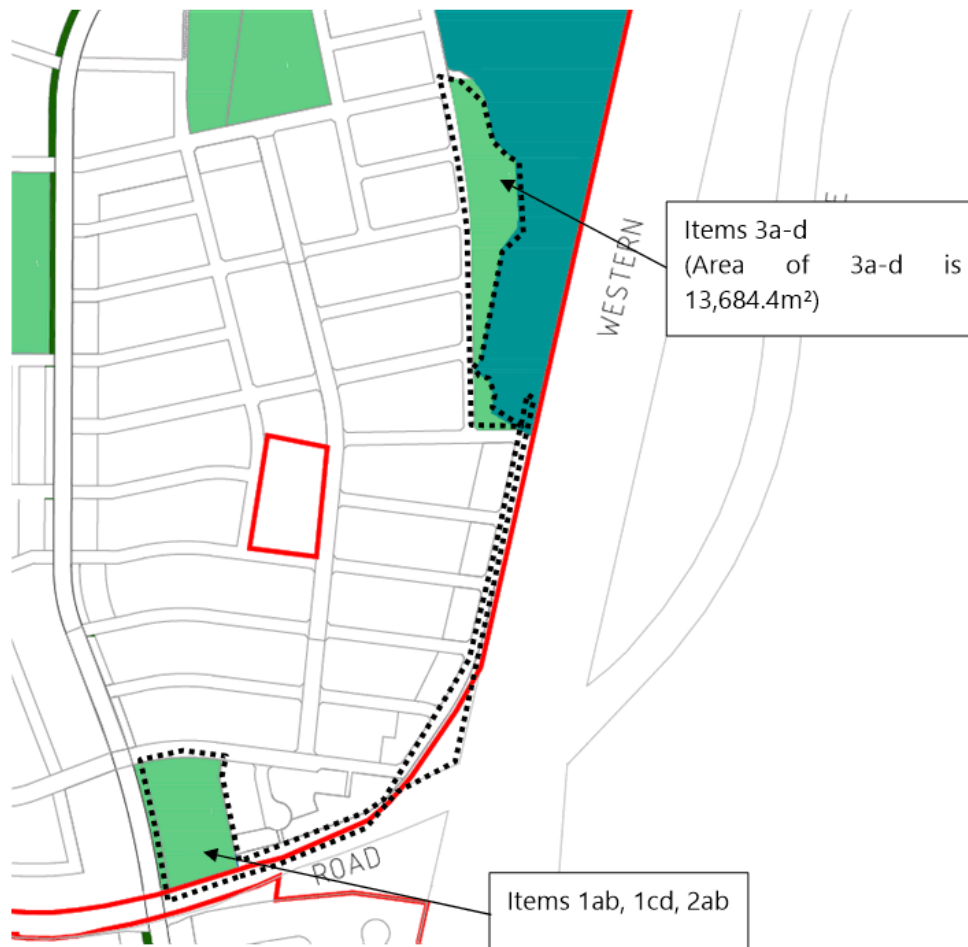 WESTERN
Items 3a-d
(Area of 3a-d is
13,684.4m²)
ROAD
Items 1ab, 1cd, 2ab